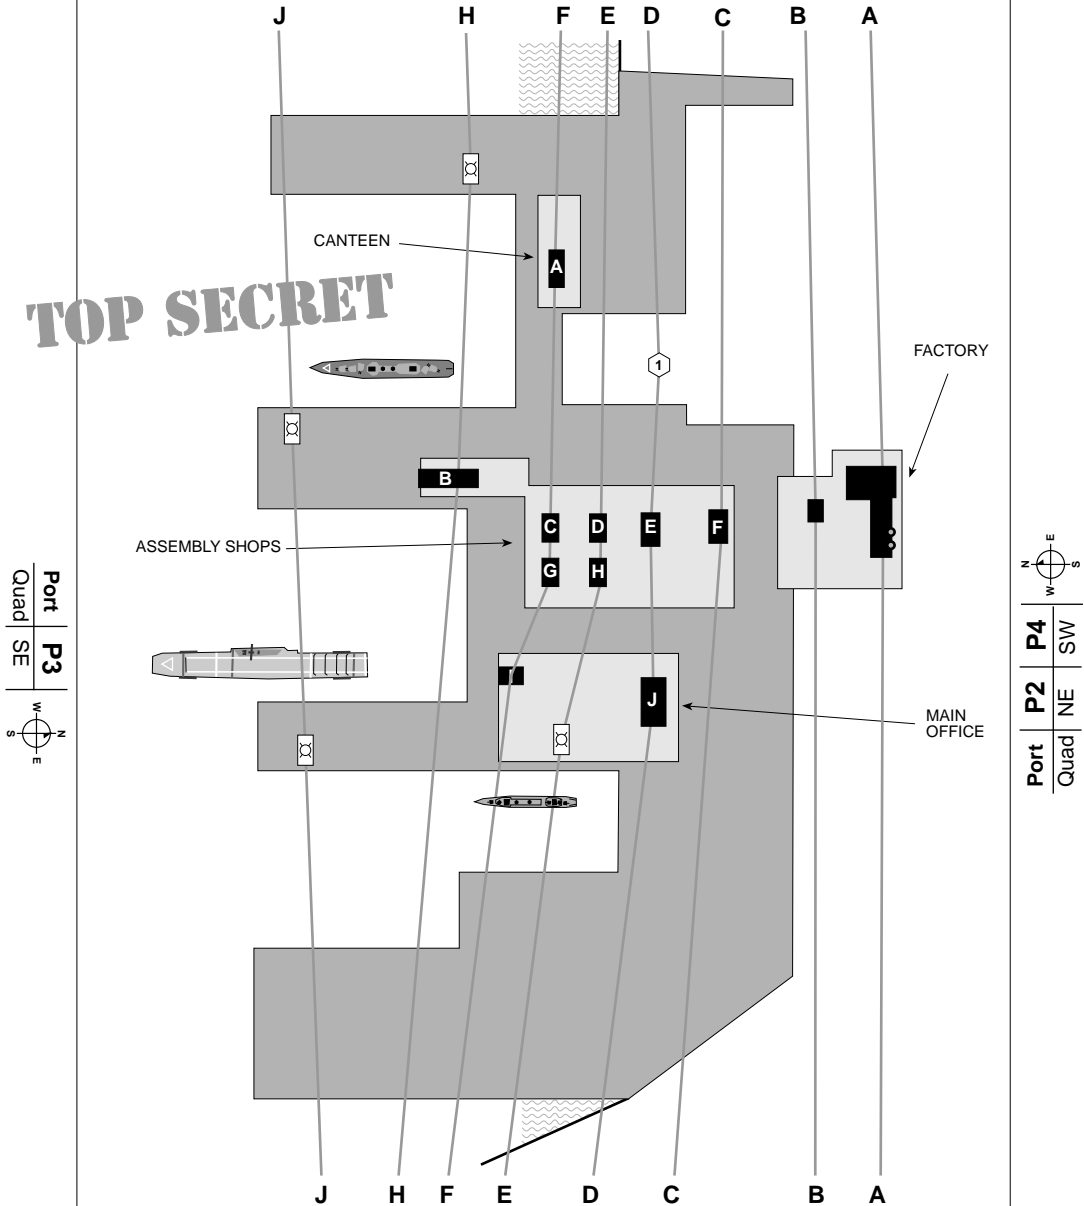 J H F E D C B A
CANTEEN
A
TOP SECRET
1
FACTORY
B
C D E F
ASSEMBLY SHOPS
G H
J
MAIN
OFFICE
Port P3
Quad SE
N E S W
P4 SW
P2 NE
Port Quad
N E S W
J H F E D C B A